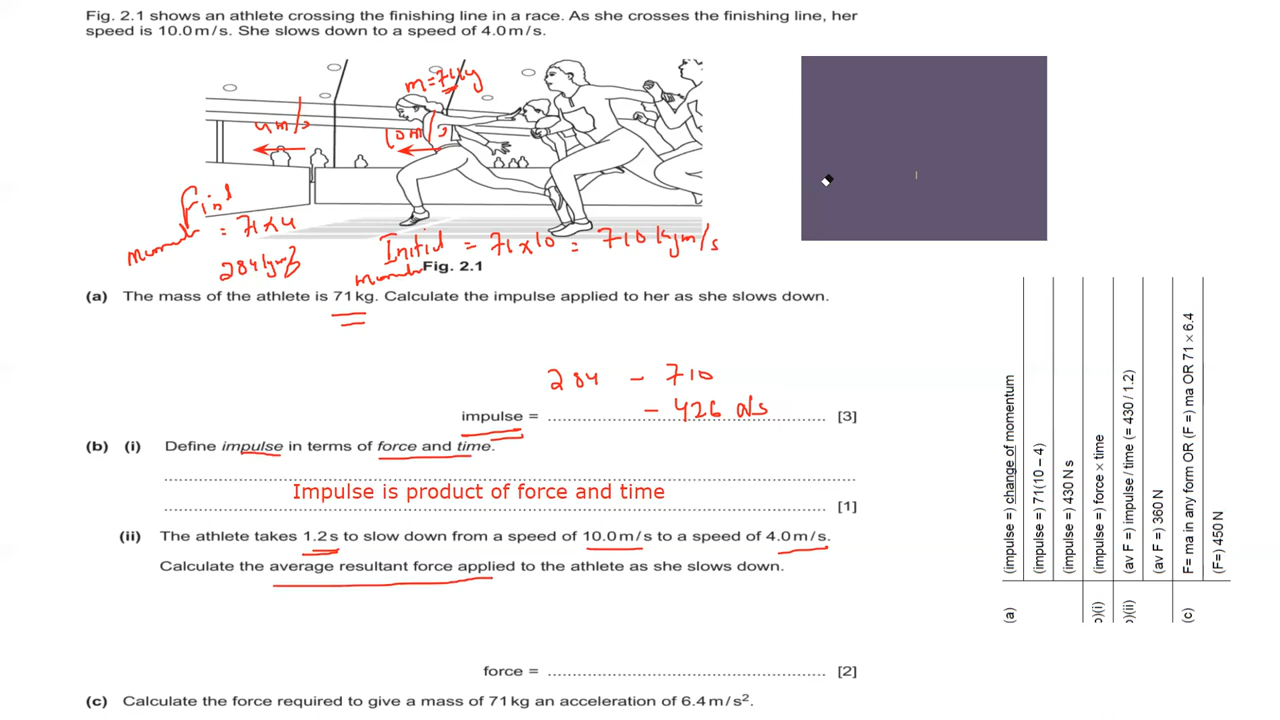 Fig. 2.1 shows an athlete crossing the finishing line in a race. As she crosses the finishing line, her
speed is 10.0 m/s. She slows down to a speed of 4.0 m/s.
m=71kg
4m/s
10m/s
= 71×4
284 kgm/s
Initial = 71×10 = 710 kgm/s
Fig. 2.1
(a) The mass of the athlete is 71 kg. Calculate the impulse applied to her as she slows down.
284 - 710
impulse = - 426 [3]
(b) (i) Define impulse in terms of force and time.
Impulse is product of force and time
[1]
(ii) The athlete takes 1.2 s to slow down from a speed of 10.0 m/s to a speed of 4.0 m/s.
Calculate the average resultant force applied to the athlete as she slows down.
force = [2]
(c) Calculate the force required to give a mass of 71 kg an acceleration of 6.4 m/s².
(a) (impulse =) change of momentum
(impulse =) 71(10 – 4)
(impulse =) 430 N s
)(i) (impulse =) force × time
)(ii) (av F =) impulse / time (= 430 / 1.2)
(av F =) 360 N
(c) F= ma in any form OR (F =) ma OR 71 × 6.4
(F=) 450 N